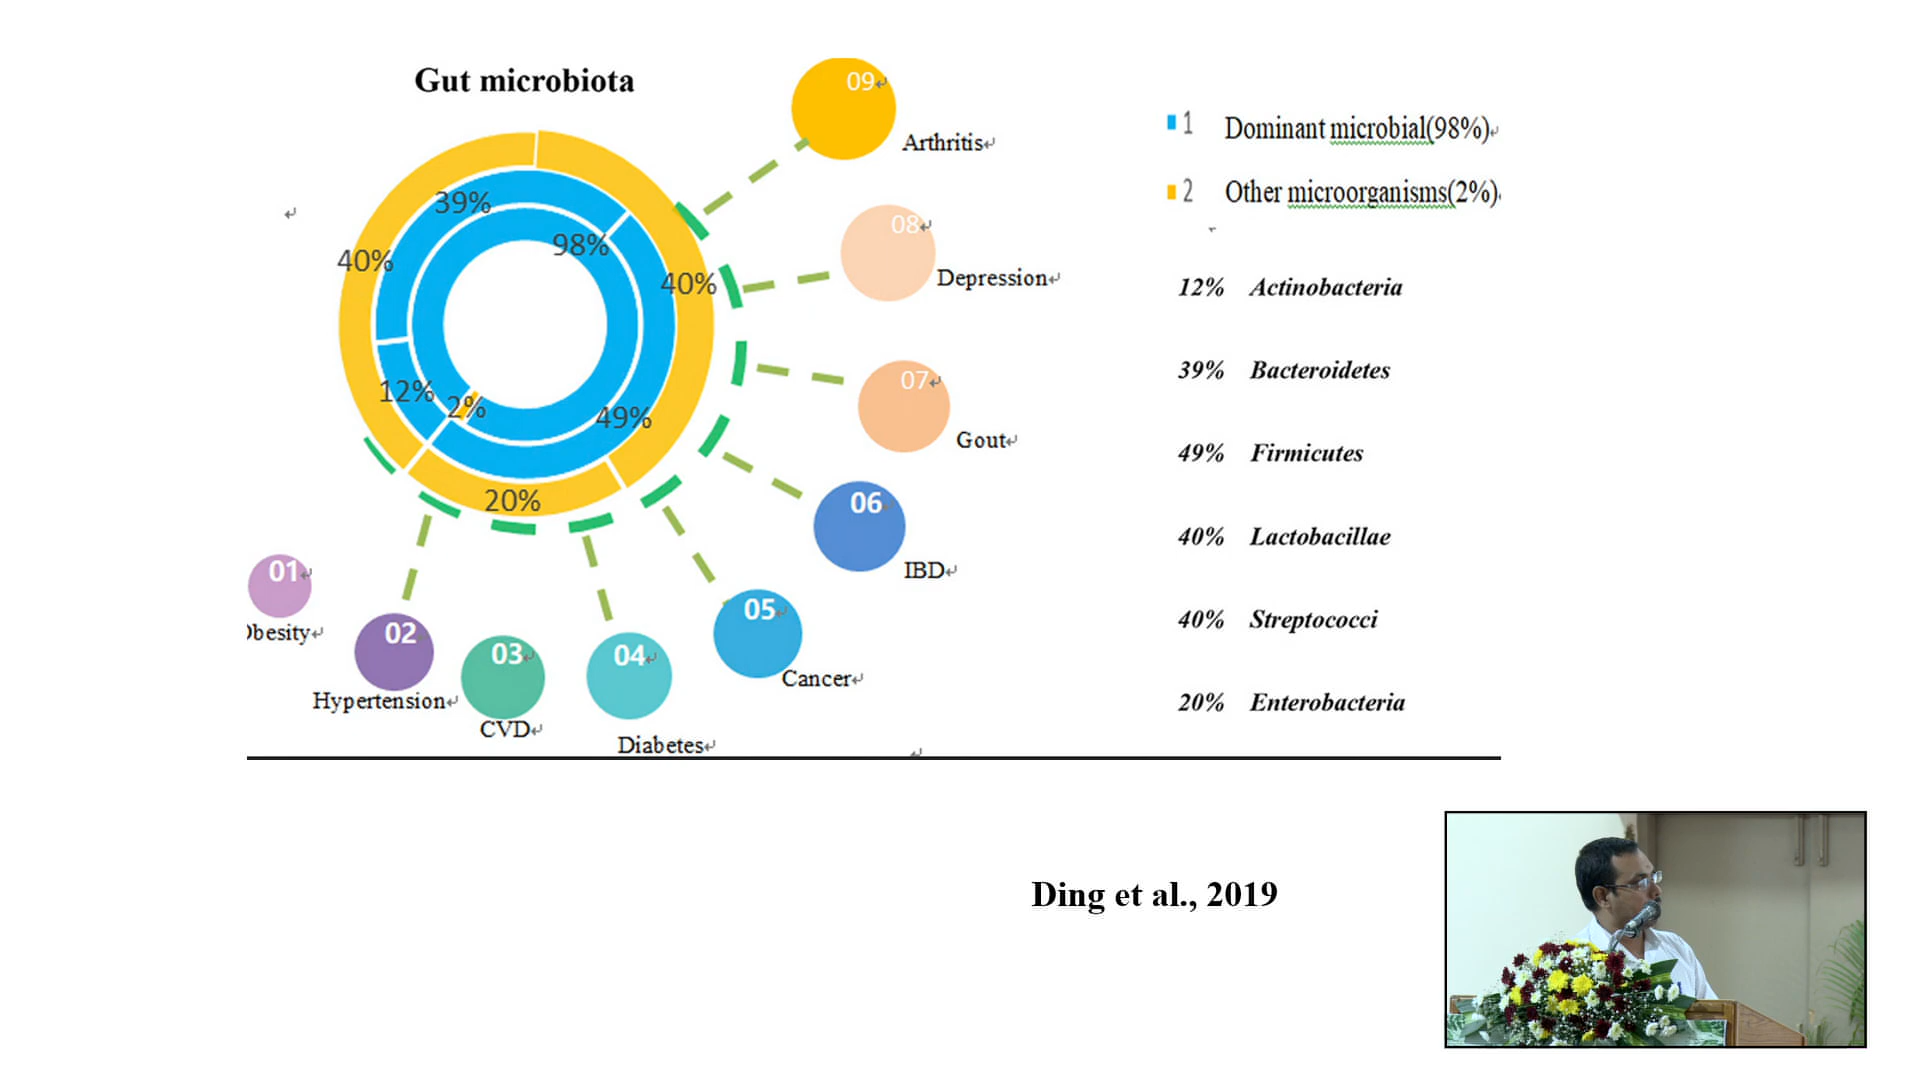 Gut microbiota
39%
98%
40%
40%
12%
2%
49%
20%
09
Arthritis
08
Depression
07
Gout
06
IBD
05
Cancer
04
Diabetes
03
CVD
02
Hypertension
01
besity
1 Dominant microbial(98%)
2 Other microorganisms(2%)
12% Actinobacteria
39% Bacteroidetes
49% Firmicutes
40% Lactobacillae
40% Streptococci
20% Enterobacteria
Ding et al., 2019